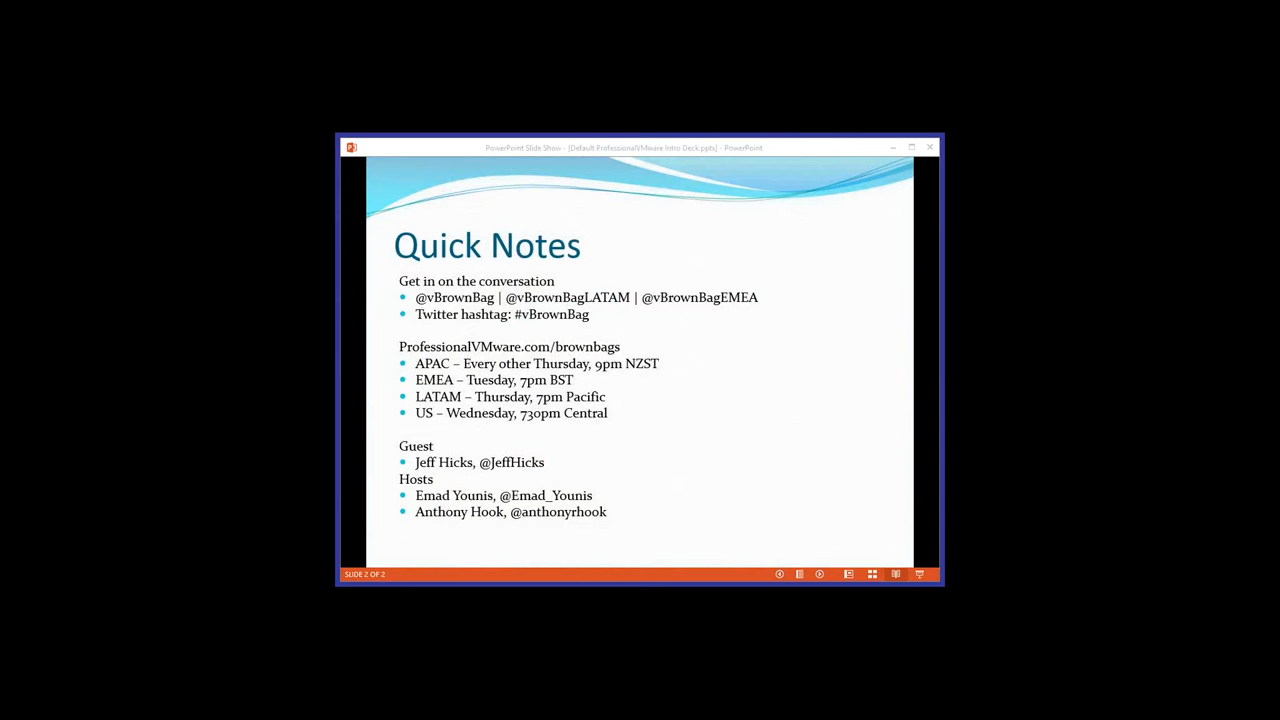 PowerPoint Slide Show - [Default ProfessionalVMware Intro Deck.pptx] - PowerPoint
Quick Notes
Get in on the conversation
• @vBrownBag | @vBrownBagLATAM | @vBrownBagEMEA
• Twitter hashtag: #vBrownBag
ProfessionalVMware.com/brownbags
• APAC – Every other Thursday, 9pm NZST
• EMEA – Tuesday, 7pm BST
• LATAM – Thursday, 7pm Pacific
• US – Wednesday, 730pm Central
Guest
• Jeff Hicks, @JeffHicks
Hosts
• Emad Younis, @Emad_Younis
• Anthony Hook, @anthonyrhook
SLIDE 2 OF 2